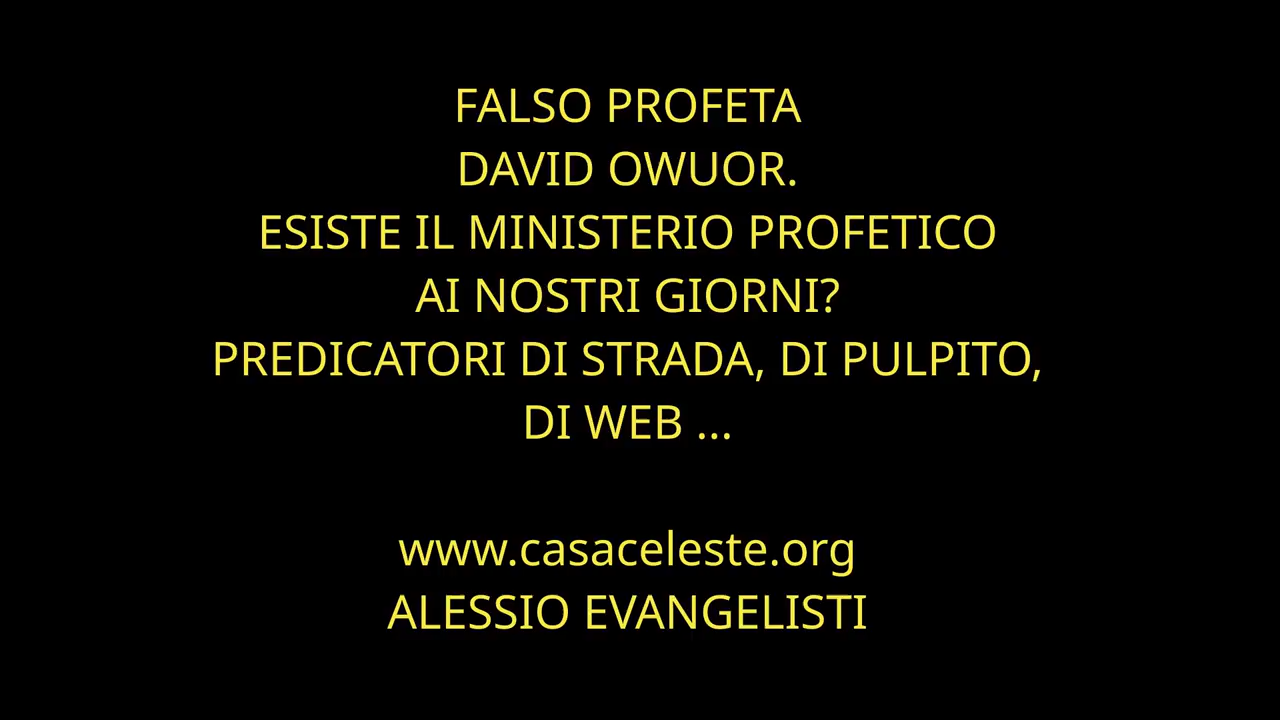 FALSO PROFETA
DAVID OWUOR.
ESISTE IL MINISTERIO PROFETICO
AI NOSTRI GIORNI?
PREDICATORI DI STRADA, DI PULPITO,
DI WEB ...
www.casaceleste.org
ALESSIO EVANGELISTI